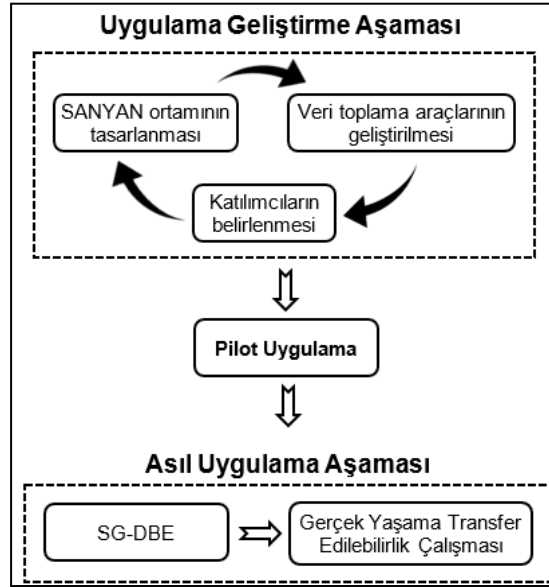 Uygulama Geliştirme Aşaması
SANYAN ortamının
tasarlanması
Veri toplama araçlarının
geliştirilmesi
Katılımcıların
belirlenmesi
Pilot Uygulama
Asıl Uygulama Aşaması
SG-DBE
Gerçek Yaşama Transfer
Edilebilirlik Çalışması